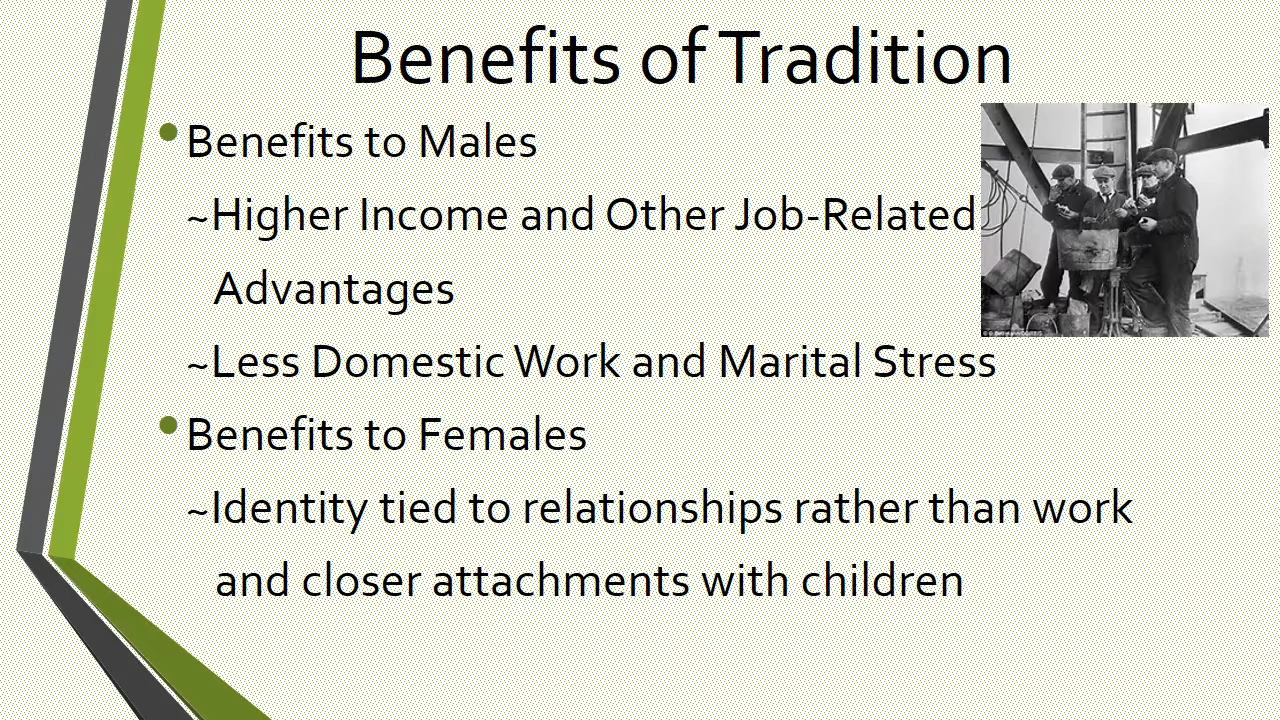 Benefits of Tradition
Benefits to Males
~Higher Income and Other Job-Related
Advantages
~Less Domestic Work and Marital Stress
Benefits to Females
~Identity tied to relationships rather than work
and closer attachments with children